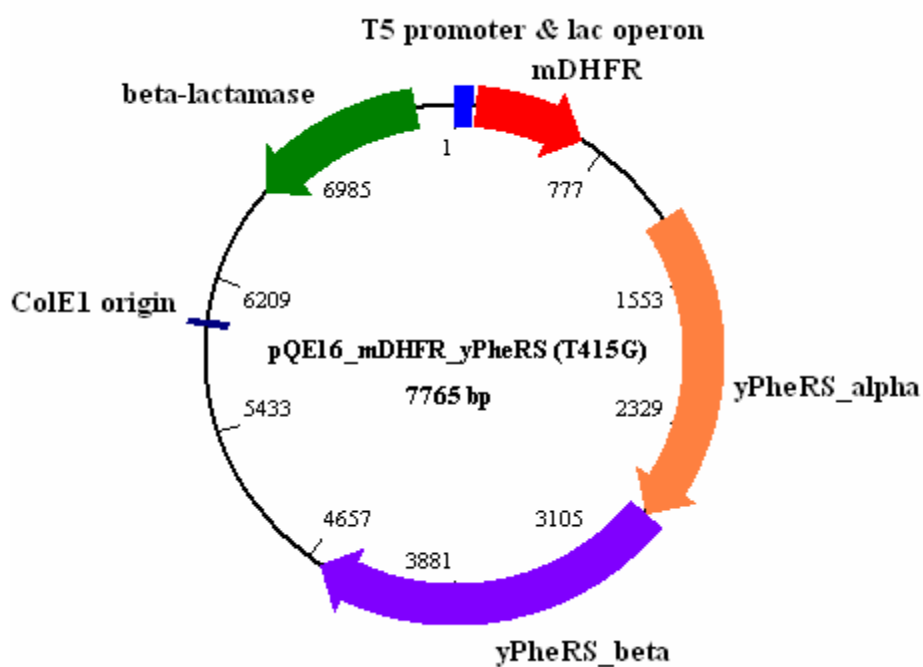 T5 promoter & lac operon
mDHFR
beta-lactamase
1
777
6985
1553
6209
ColE1 origin
pQE16_mDHFR_yPheRS (T415G)
7765 bp
yPheRS_alpha
5433
2329
4657
3105
3881
yPheRS_beta